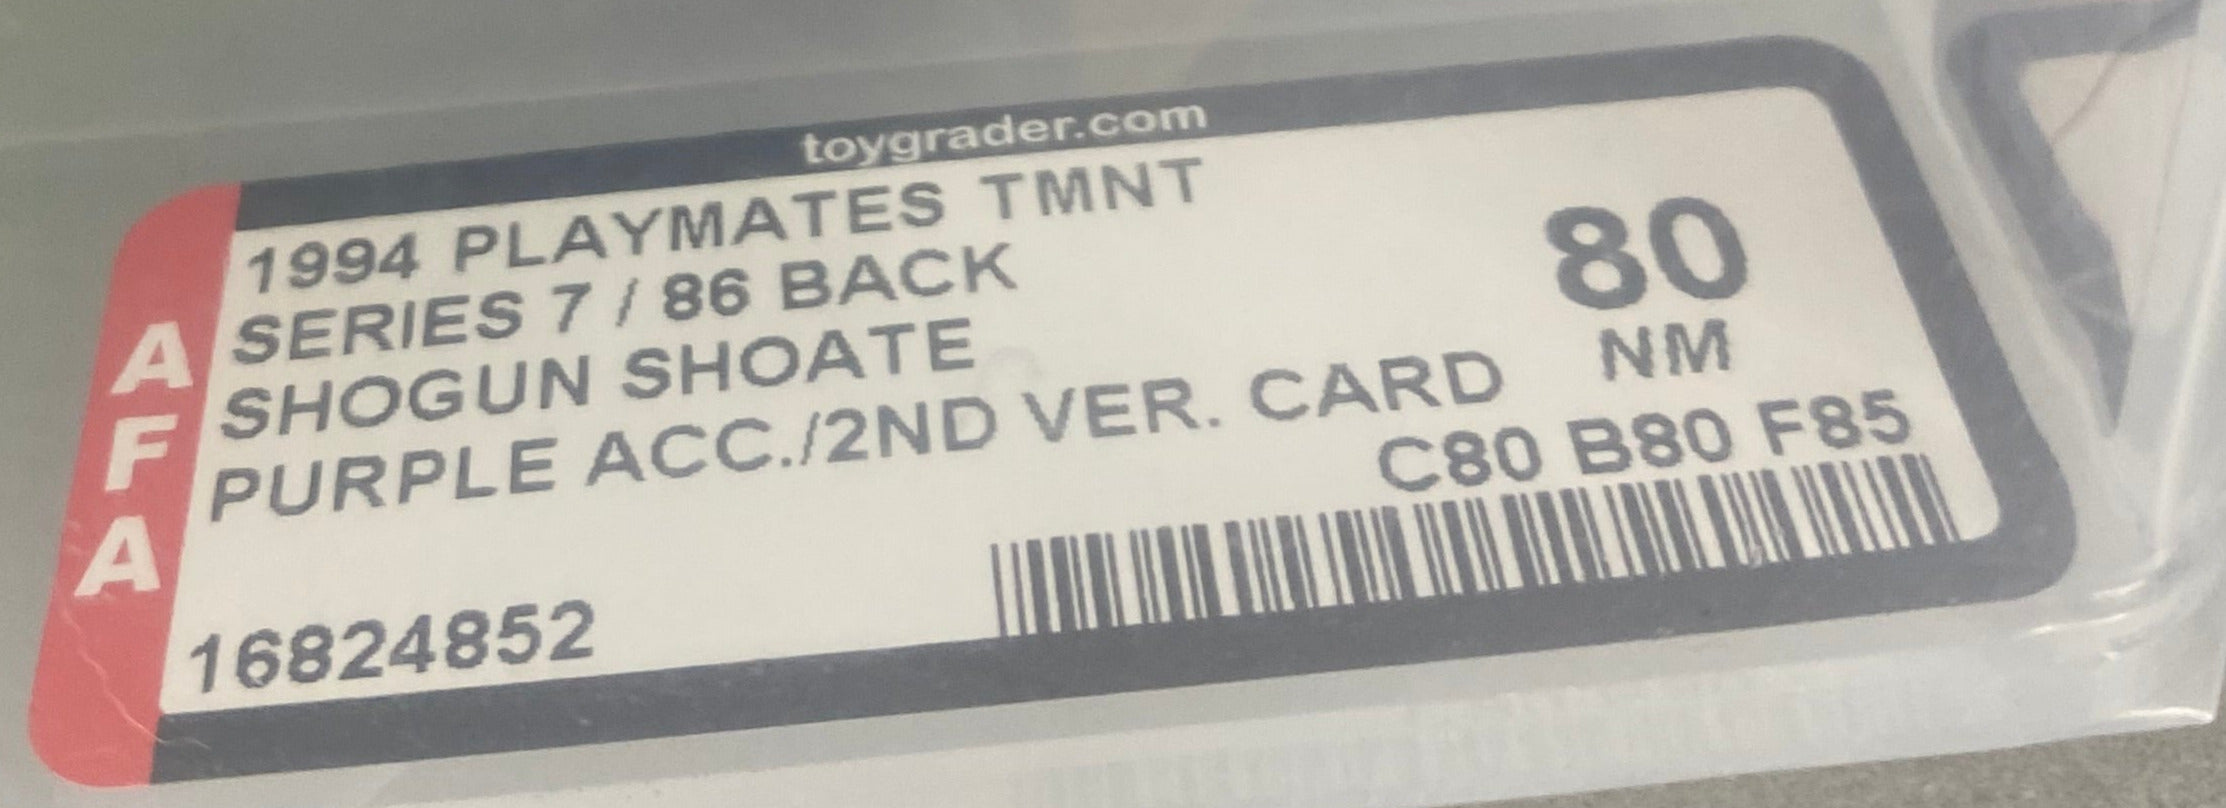 toygrader.com
AFA
1994 PLAYMATES TMNT
SERIES 7 / 86 BACK
SHOGUN SHOATE
PURPLE ACC./2ND VER. CARD
80
NM
C80 B80 F85
16824852